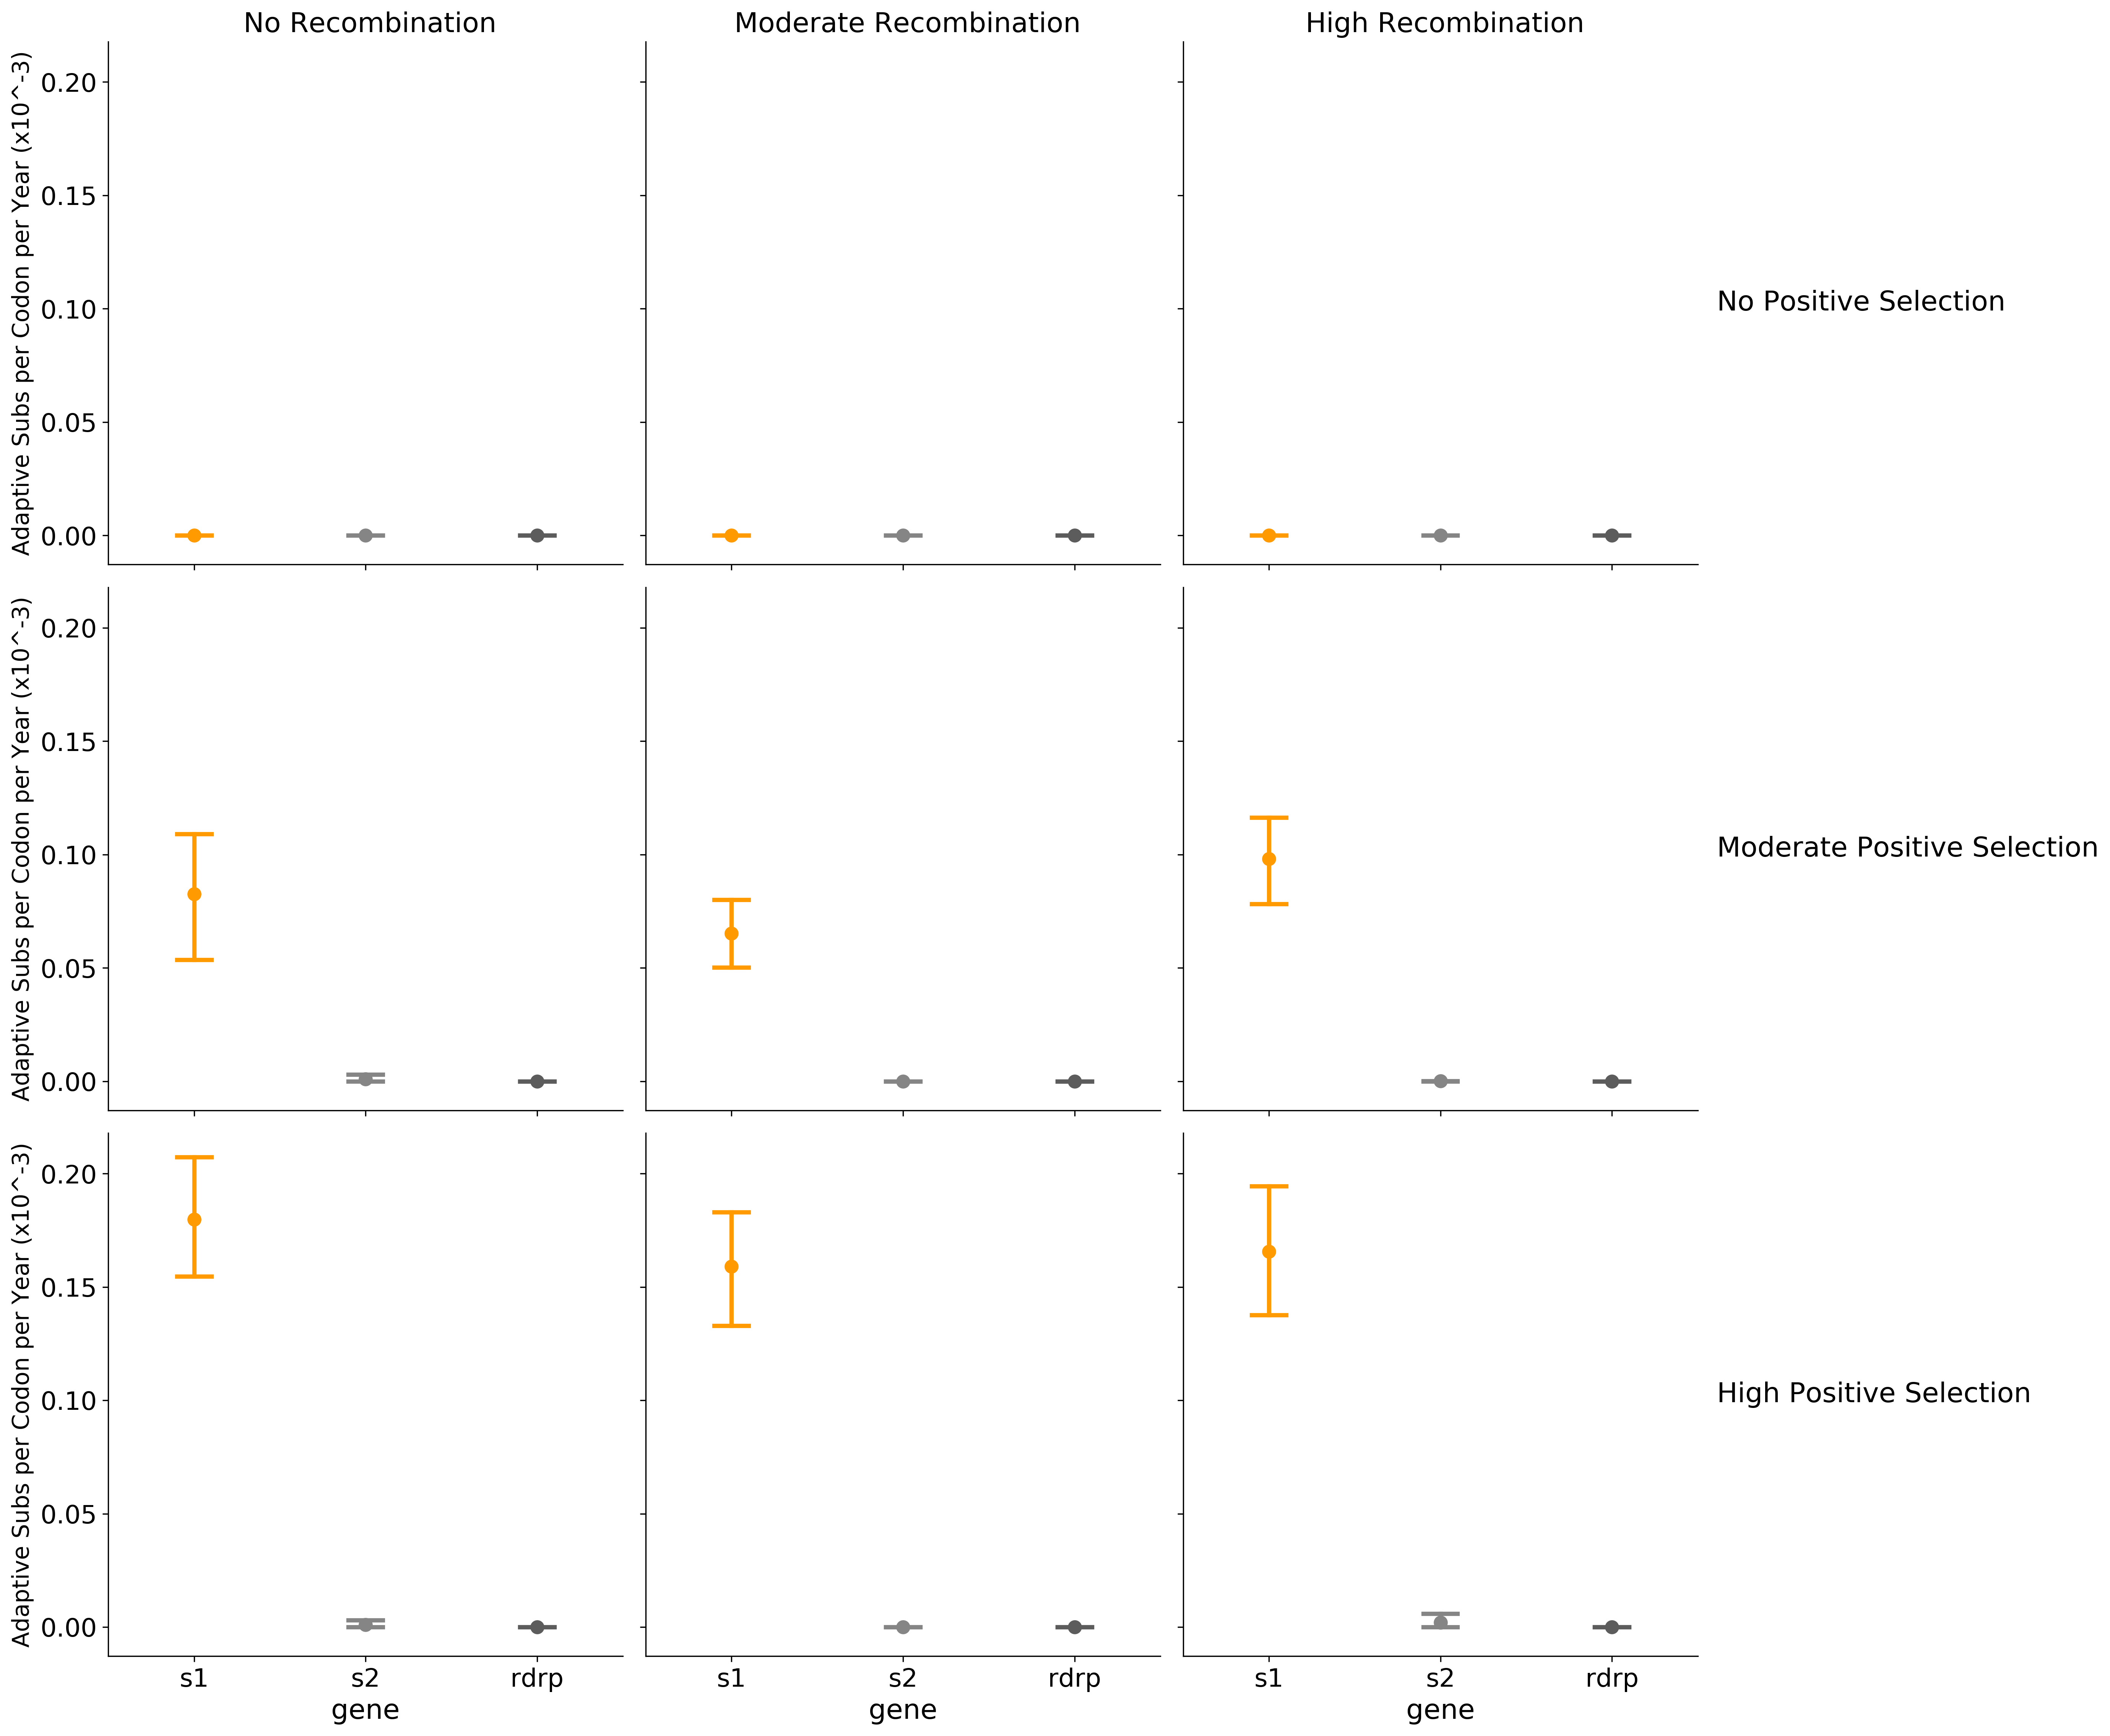 No Recombination
Moderate Recombination
High Recombination
Adaptive Subs per Codon per Year (x10^-3)
0.20
0.15
0.10
0.05
0.00
No Positive Selection
Adaptive Subs per Codon per Year (x10^-3)
0.20
0.15
0.10
0.05
0.00
Moderate Positive Selection
Adaptive Subs per Codon per Year (x10^-3)
0.20
0.15
0.10
0.05
0.00
High Positive Selection
s1 s2 rdrp
gene
s1 s2 rdrp
gene
s1 s2 rdrp
gene